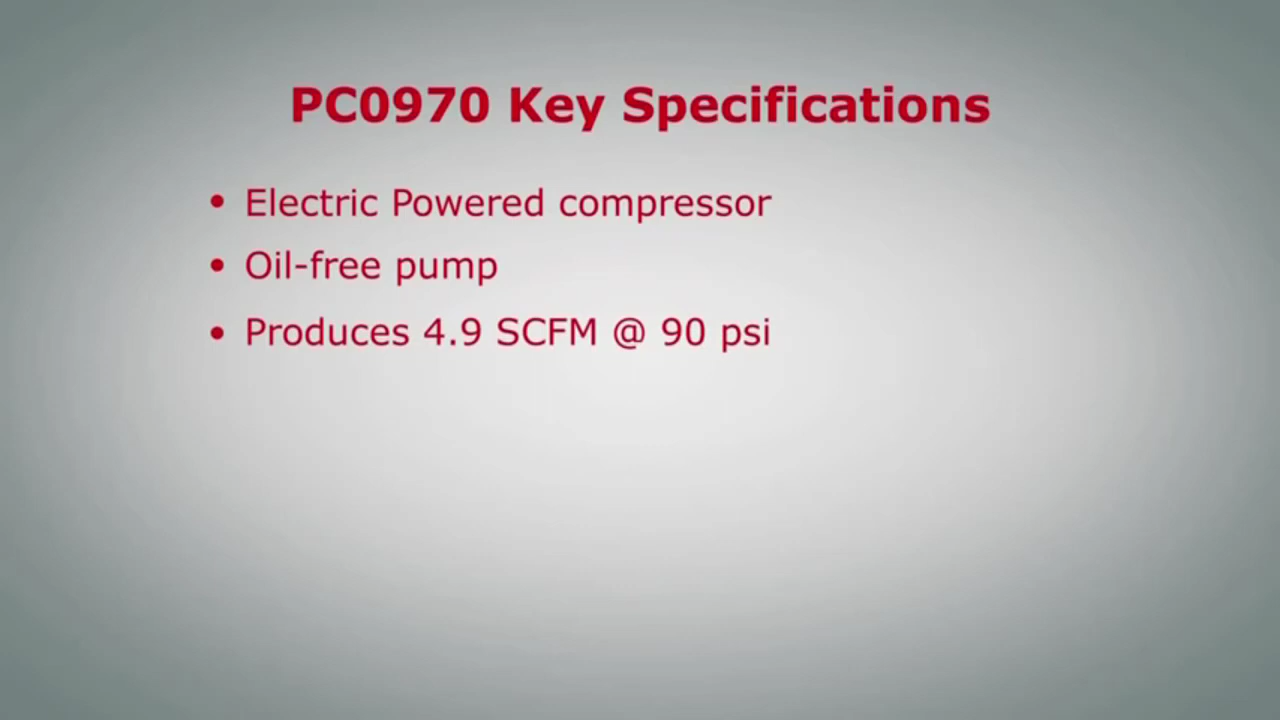 PC0970 Key Specifications
• Electric Powered compressor
• Oil-free pump
• Produces 4.9 SCFM @ 90 psi